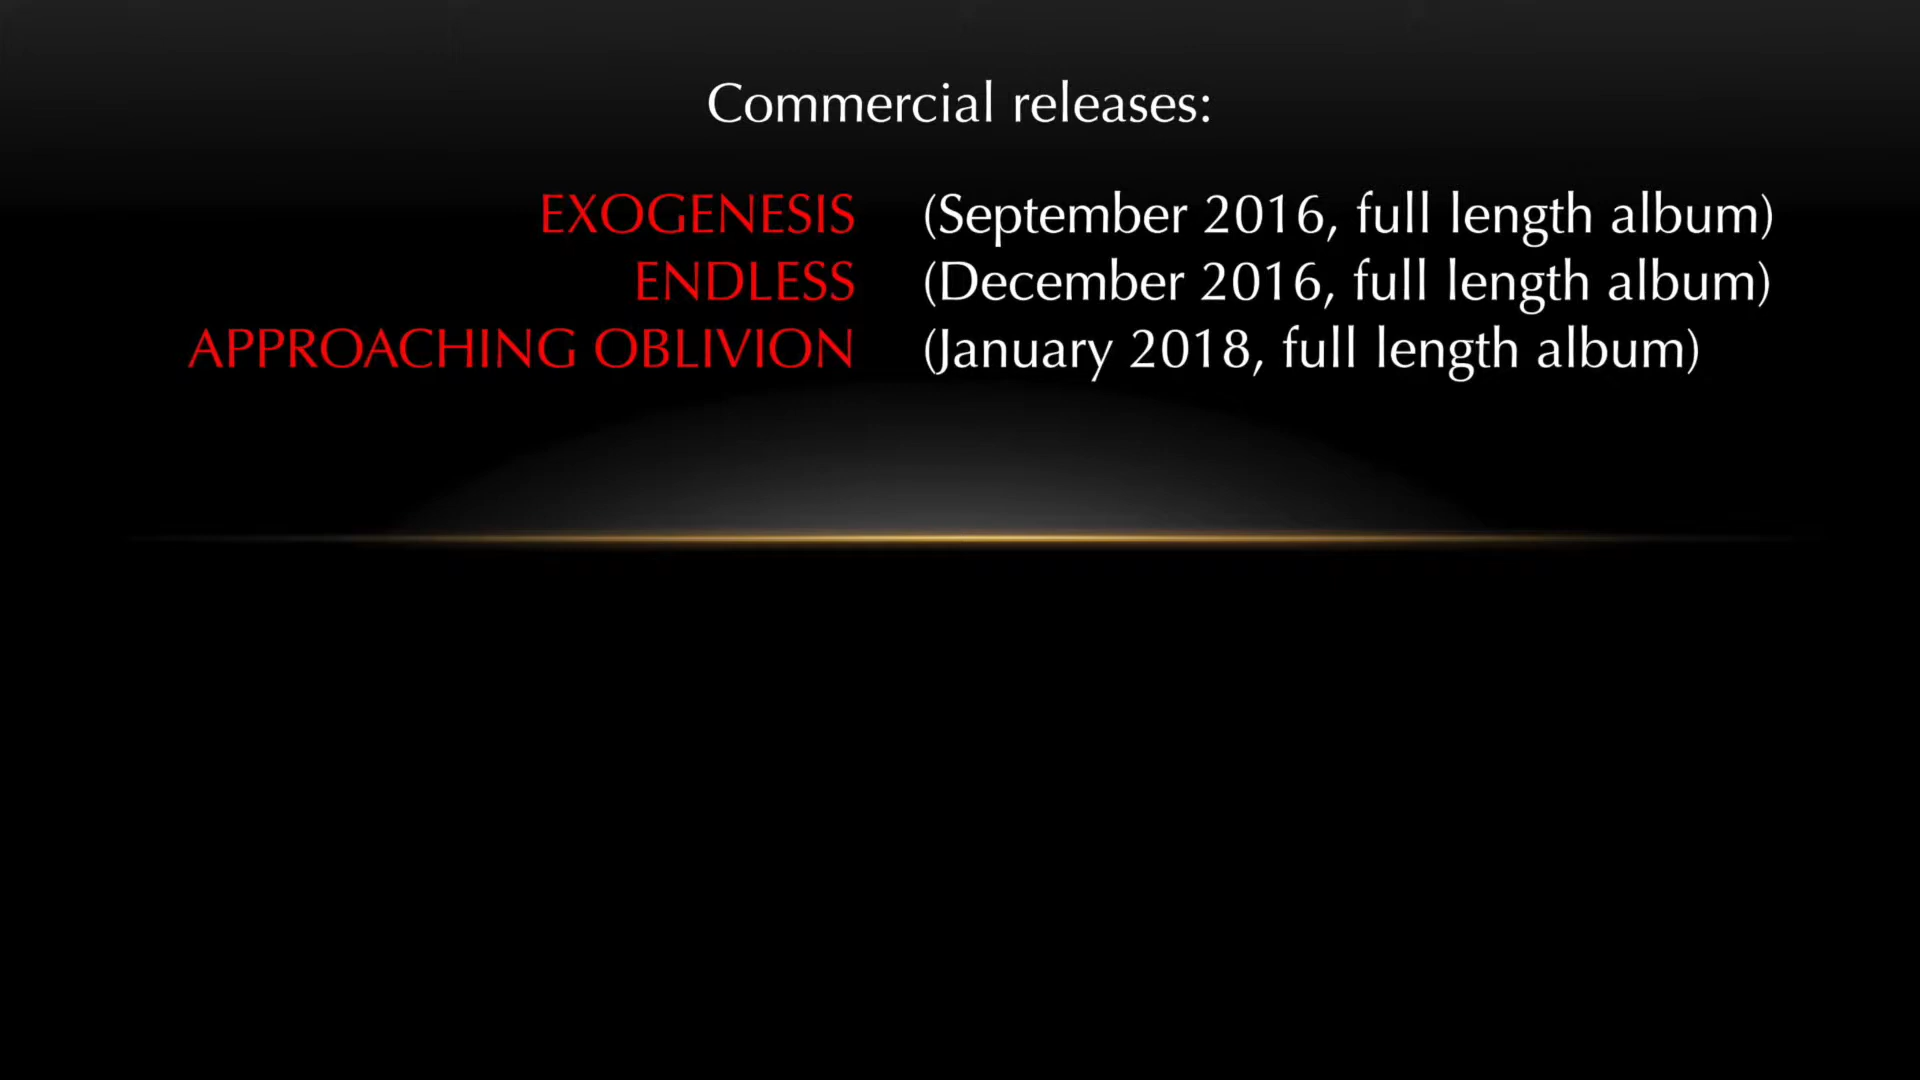 Commercial releases:
EXOGENESIS (September 2016, full length album)
ENDLESS (December 2016, full length album)
APPROACHING OBLIVION (January 2018, full length album)